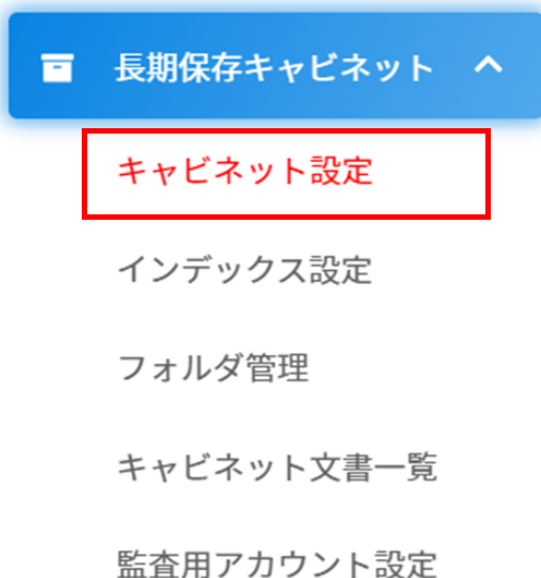 長期保存キャビネット
キャビネット設定
インデックス設定
フォルダ管理
キャビネット文書一覧
監査用アカウント設定